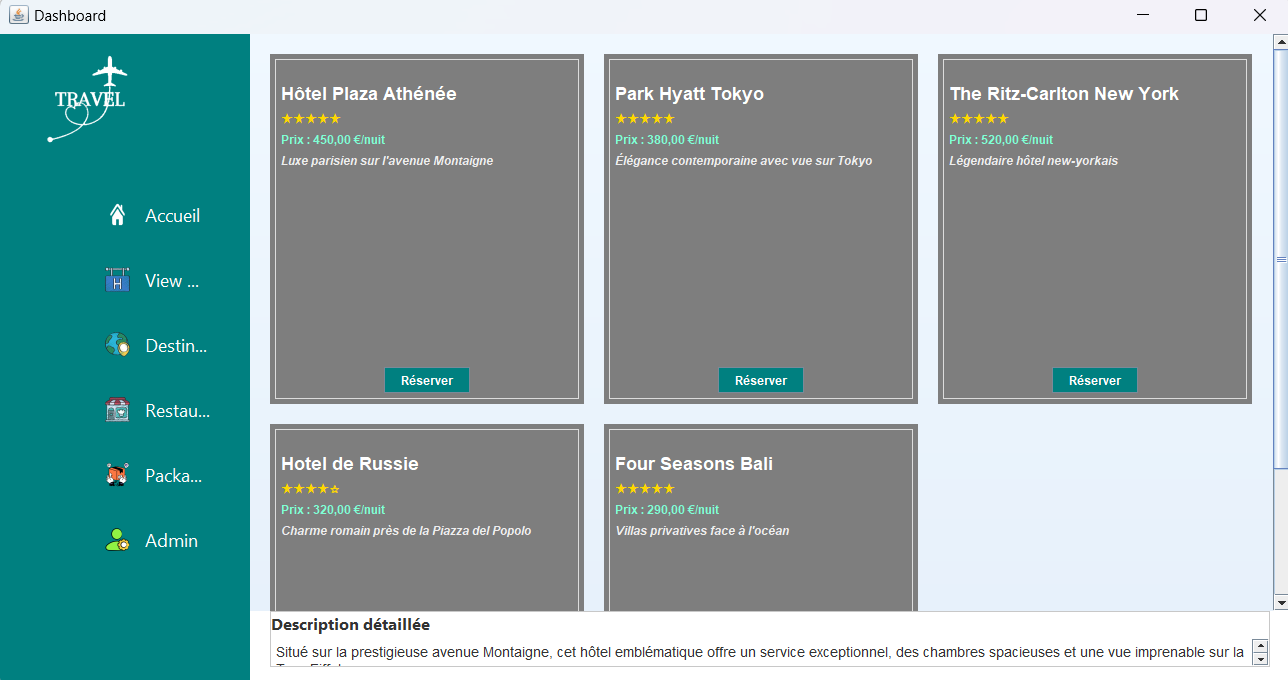 Dashboard
TRAVEL
Accueil
View ...
Destin...
Restau...
Packa...
Admin
Hôtel Plaza Athénée
★★★★★
Prix : 450,00 €/nuit
Luxe parisien sur l'avenue Montaigne
Réserver
Park Hyatt Tokyo
★★★★★
Prix : 380,00 €/nuit
Élégance contemporaine avec vue sur Tokyo
Réserver
The Ritz-Carlton New York
★★★★★
Prix : 520,00 €/nuit
Légendaire hôtel new-yorkais
Réserver
Hotel de Russie
★★★★☆
Prix : 320,00 €/nuit
Charme romain près de la Piazza del Popolo
Four Seasons Bali
★★★★★
Prix : 290,00 €/nuit
Villas privatives face à l'océan
Description détaillée
Situé sur la prestigieuse avenue Montaigne, cet hôtel emblématique offre un service exceptionnel, des chambres spacieuses et une vue imprenable sur la